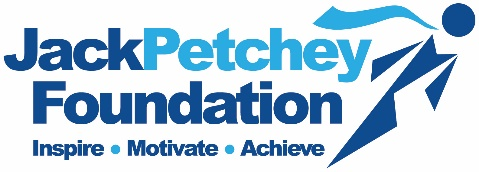 JackPetchey
Foundation
Inspire • Motivate • Achieve